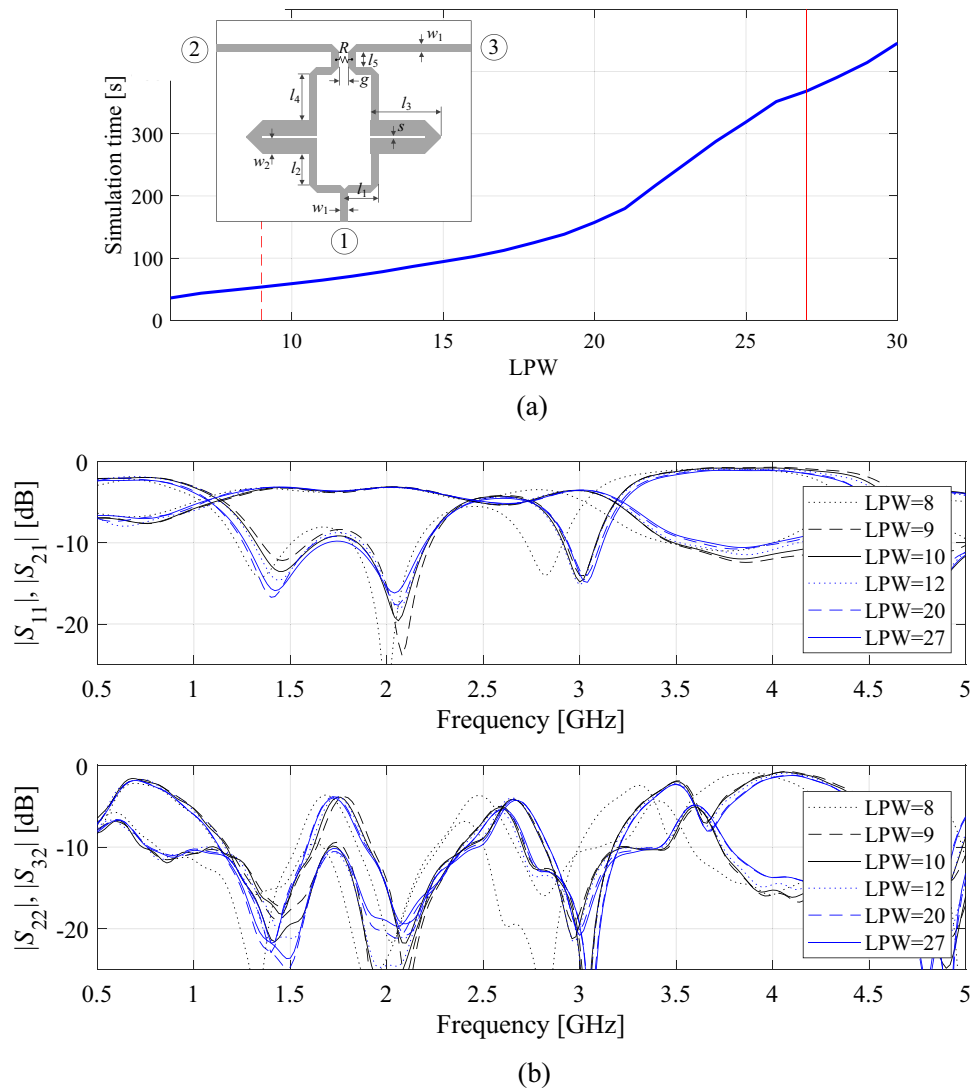 Simulation time [s]
300
200
100
0
10
15
20
25
30
LPW
2
3
1
R
w1
l5
g
l4
l3
s
w2
l2
l1
w1
(a)
|S11|, |S21| [dB]
0
-10
-20
LPW=8
LPW=9
LPW=10
LPW=12
LPW=20
LPW=27
0.5
1
1.5
2
2.5
3
3.5
4
4.5
5
Frequency [GHz]
|S22|, |S32| [dB]
0
-10
-20
LPW=8
LPW=9
LPW=10
LPW=12
LPW=20
LPW=27
0.5
1
1.5
2
2.5
3
3.5
4
4.5
5
Frequency [GHz]
(b)